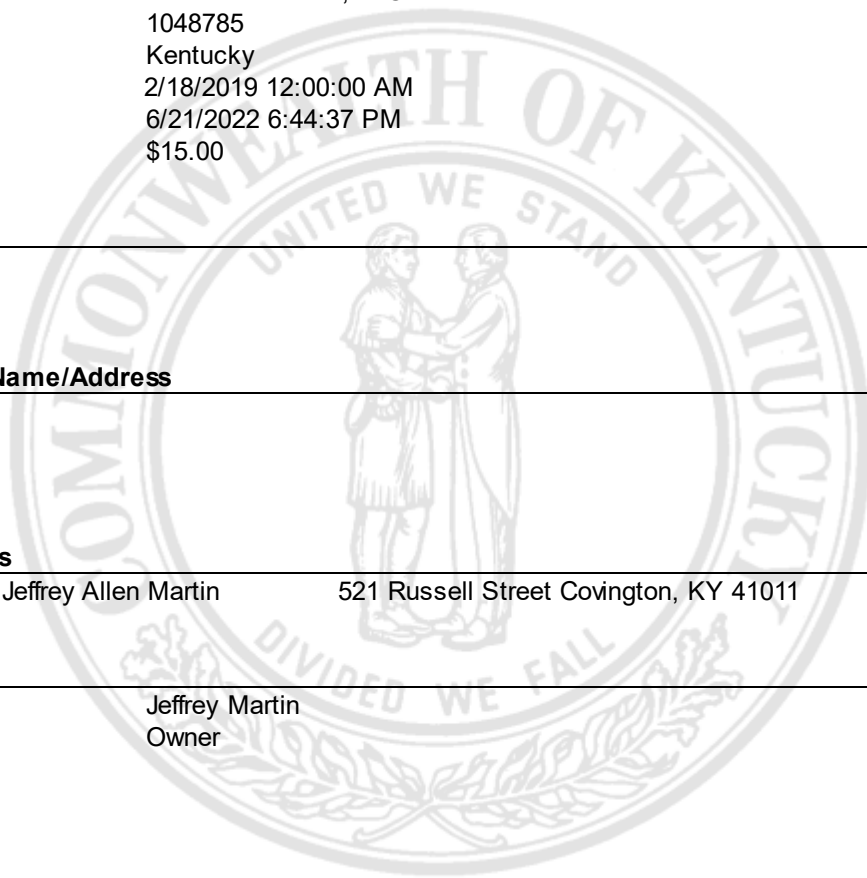 1048785
Kentucky
2/18/2019 12:00:00 AM
6/21/2022 6:44:37 PM
$15.00
COMMONWEALTH OF KENTUCKY
UNITED WE STAND
Name/Address
s
Jeffrey Allen Martin 521 Russell Street Covington, KY 41011
DIVIDED WE FALL
Jeffrey Martin
Owner